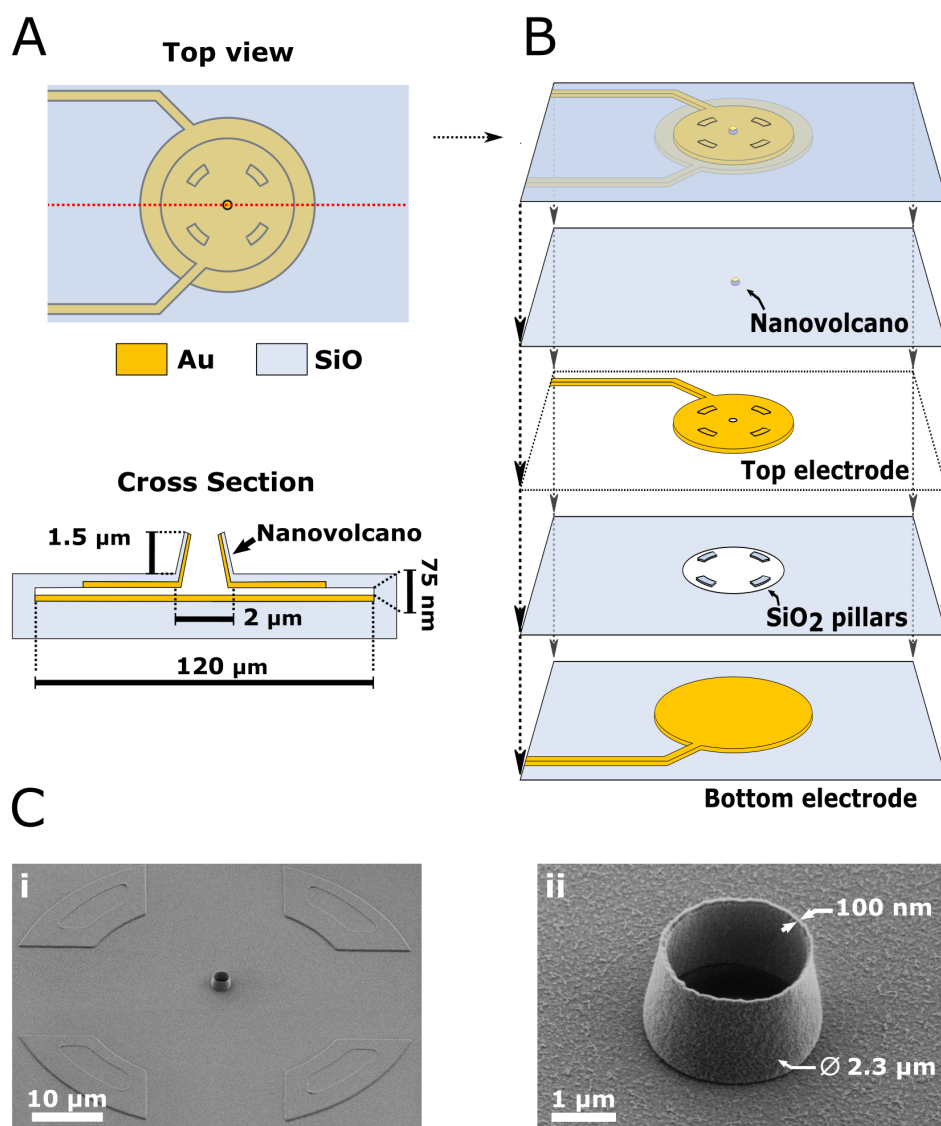 A
Top view
Au
SiO
Cross Section
1.5 µm
Nanovolcano
75 nm
2 µm
120 µm
B
Nanovolcano
Top electrode
SiO2 pillars
Bottom electrode
C
i
10 µm
ii
100 nm
Ø 2.3 µm
1 µm